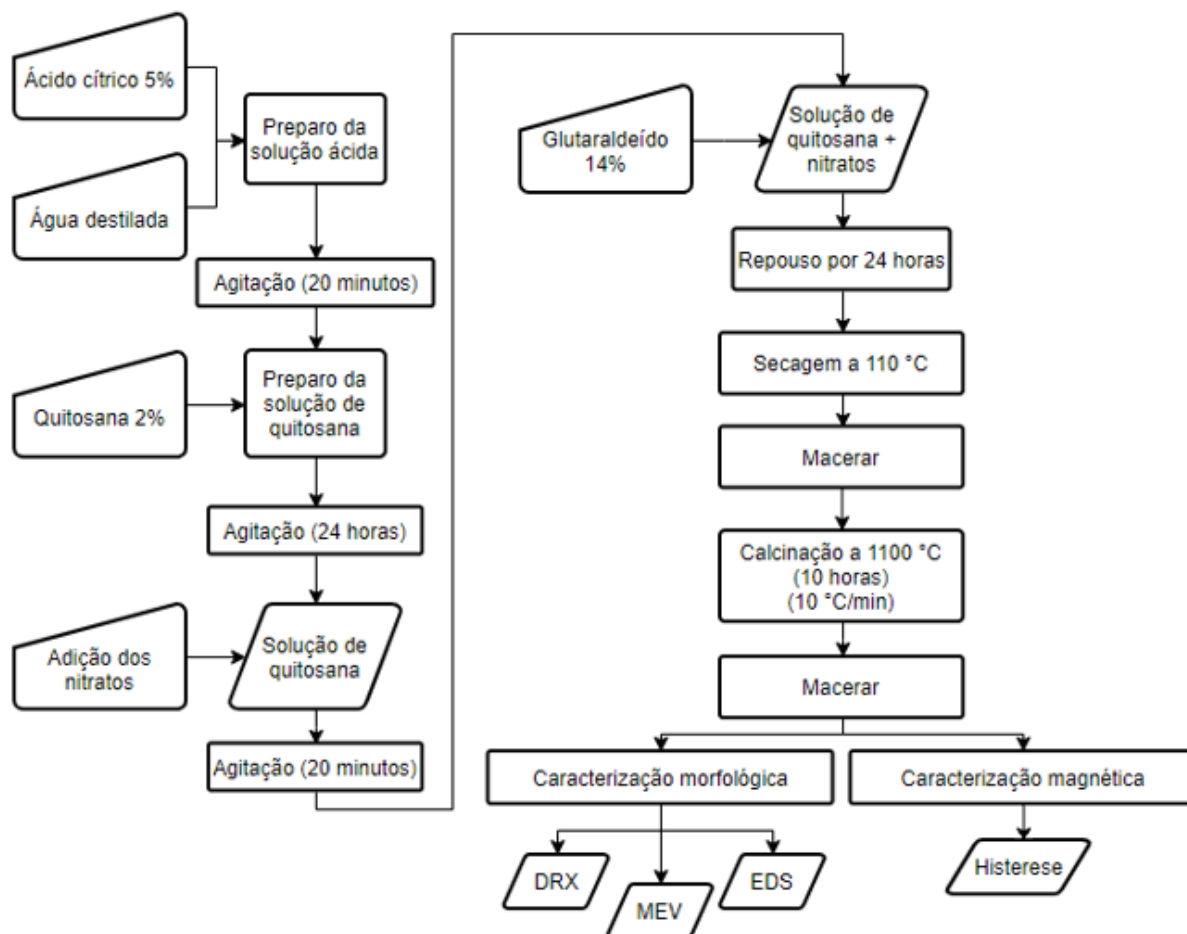 Ácido cítrico 5%
Água destilada
Preparo da
solução ácida
Agitação (20 minutos)
Quitosana 2%
Preparo da
solução de
quitosana
Agitação (24 horas)
Adição dos
nitratos
Solução de
quitosana
Agitação (20 minutos)
Glutaraldeído
14%
Solução de
quitosana +
nitratos
Repouso por 24 horas
Secagem a 110 °C
Macerar
Calcinação a 1100 °C
(10 horas)
(10 °C/min)
Macerar
Caracterização morfológica
Caracterização magnética
DRX
MEV
EDS
Histerese